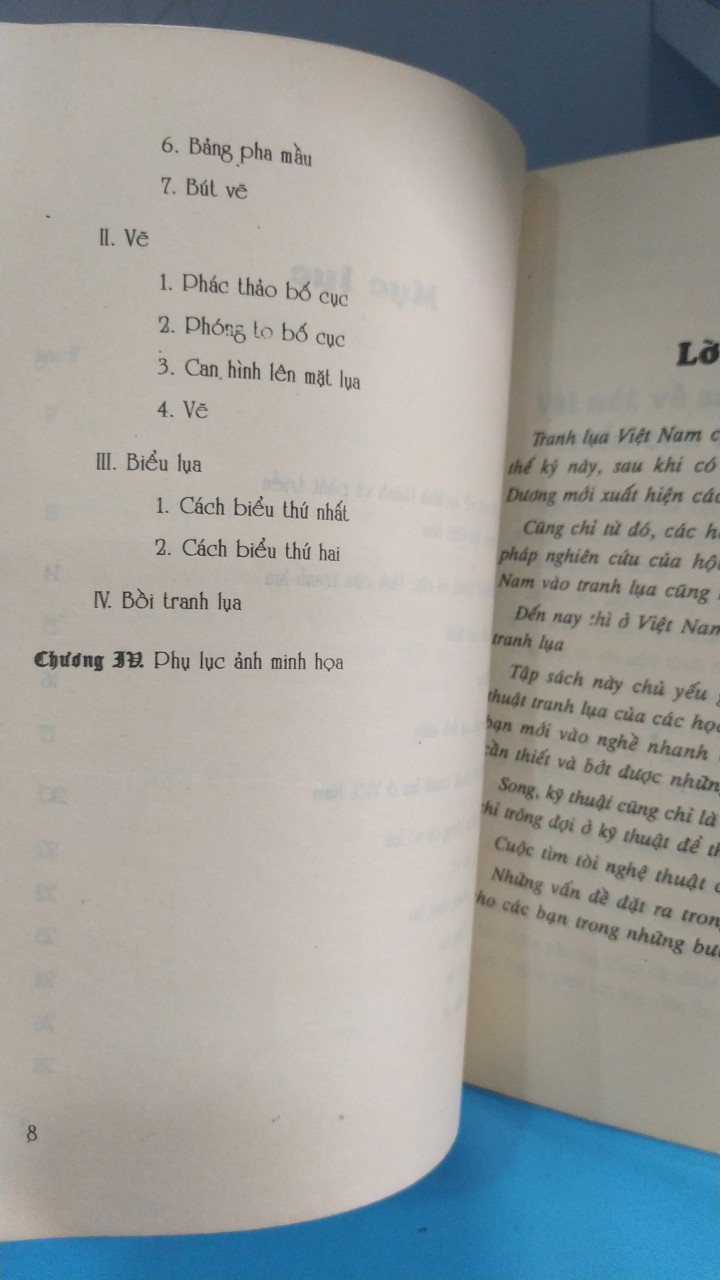 6. Bảng pha mầu
7. Bút vẽ
II. Vẽ
1. Phác thảo bố cục
2. Phóng to bố cục
3. Can hình lên mặt lụa
4. Vẽ
III. Biểu lụa
1. Cách biểu thứ nhất
2. Cách biểu thứ hai
IV. Bồi tranh lụa
Chương IV. Phụ lục ảnh minh họa
8
Tranh lụa Việt Nam
thế kỷ này, sau khi có
Dương mới xuất hiện các
Cũng chỉ từ đó, các
pháp nghiên cứu của
Nam vào tranh lụa cũng
Đến nay thì ở Việt Nam
tranh lụa
Tập sách này chủ yếu
thuật tranh lụa của các
bạn mới vào nghề nhanh
cần thiết và bớt được những
Song, kỹ thuật cũng chỉ là
chỉ trông đợi ở kỹ thuật để
Cuộc tìm tòi nghệ thuật
Những vấn đề đặt ra trong
cho các bạn trong những